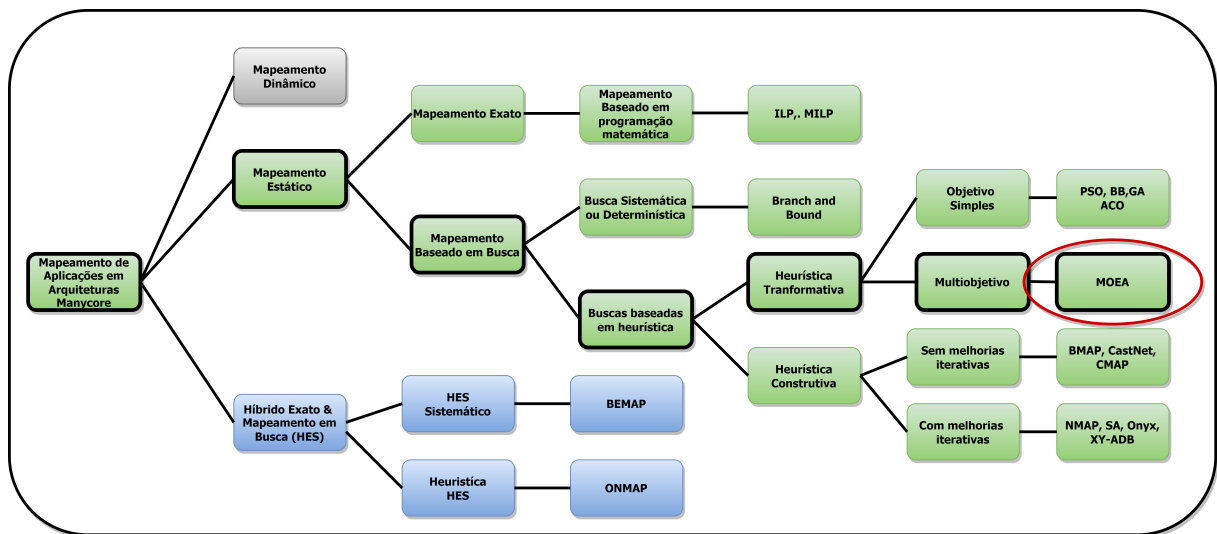 Mapeamento
Dinâmico
Mapeamento Exato
Mapeamento
Baseado em
programação
matemática
ILP,. MILP
Mapeamento
Estático
Busca Sistemática
ou Determinística
Branch and
Bound
Objetivo
Simples
PSO, BB,GA
ACO
Mapeamento
Baseado em Busca
Mapeamento de
Aplicações em
Arquiteturas
Manycore
Heurística
Tranformativa
Multiobjetivo
MOEA
Buscas baseadas
em heurística
Sem melhorias
iterativas
BMAP, CastNet,
CMAP
Heurística
Construtiva
Híbrido Exato &
Mapeamento em
Busca (HES)
HES
Sistemático
BEMAP
Com melhorias
iterativas
NMAP, SA, Onyx,
XY-ADB
Heuristíca
HES
ONMAP